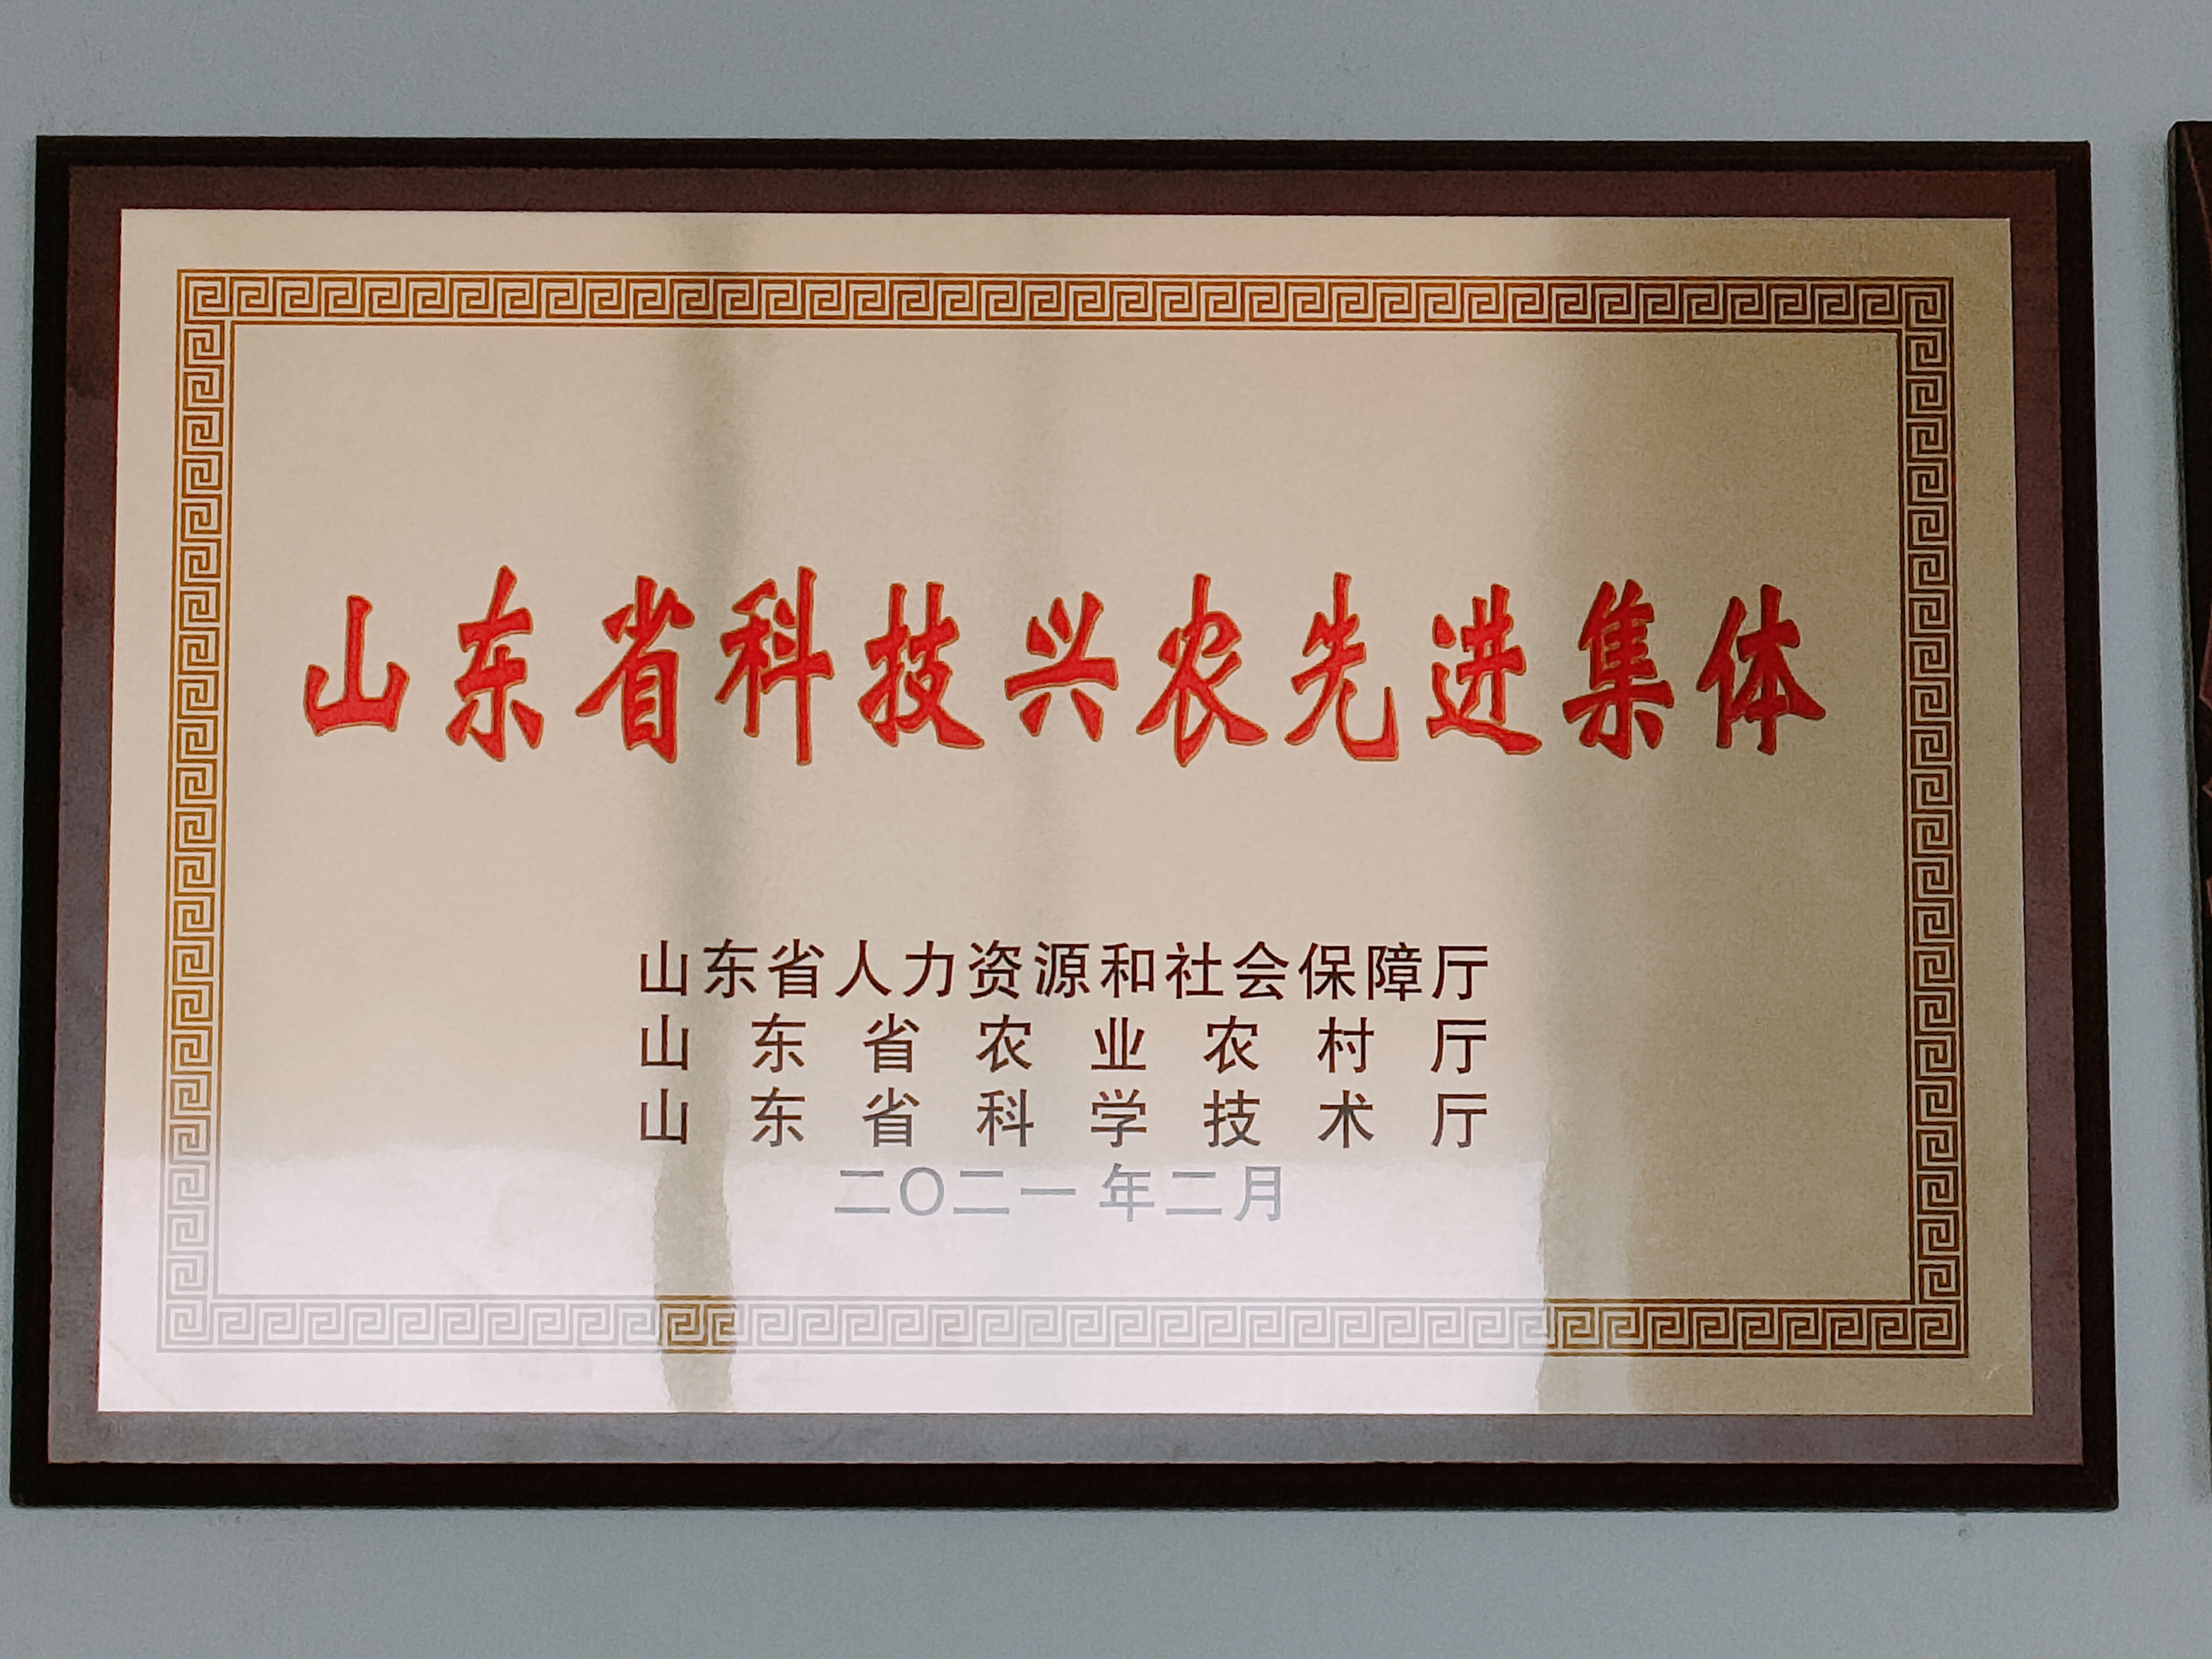 山东省科技兴农先进集体
山东省人力资源和社会保障厅
山东省农业农村厅
山东省科学技术厅
二〇二一年二月